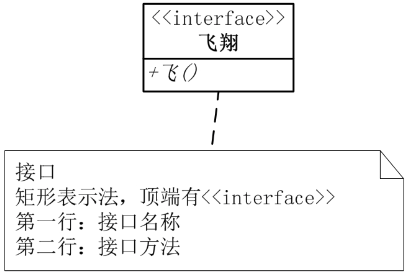 <<interface>>
飞翔
+飞()
接口
矩形表示法，顶端有<<interface>>
第一行：接口名称
第二行：接口方法